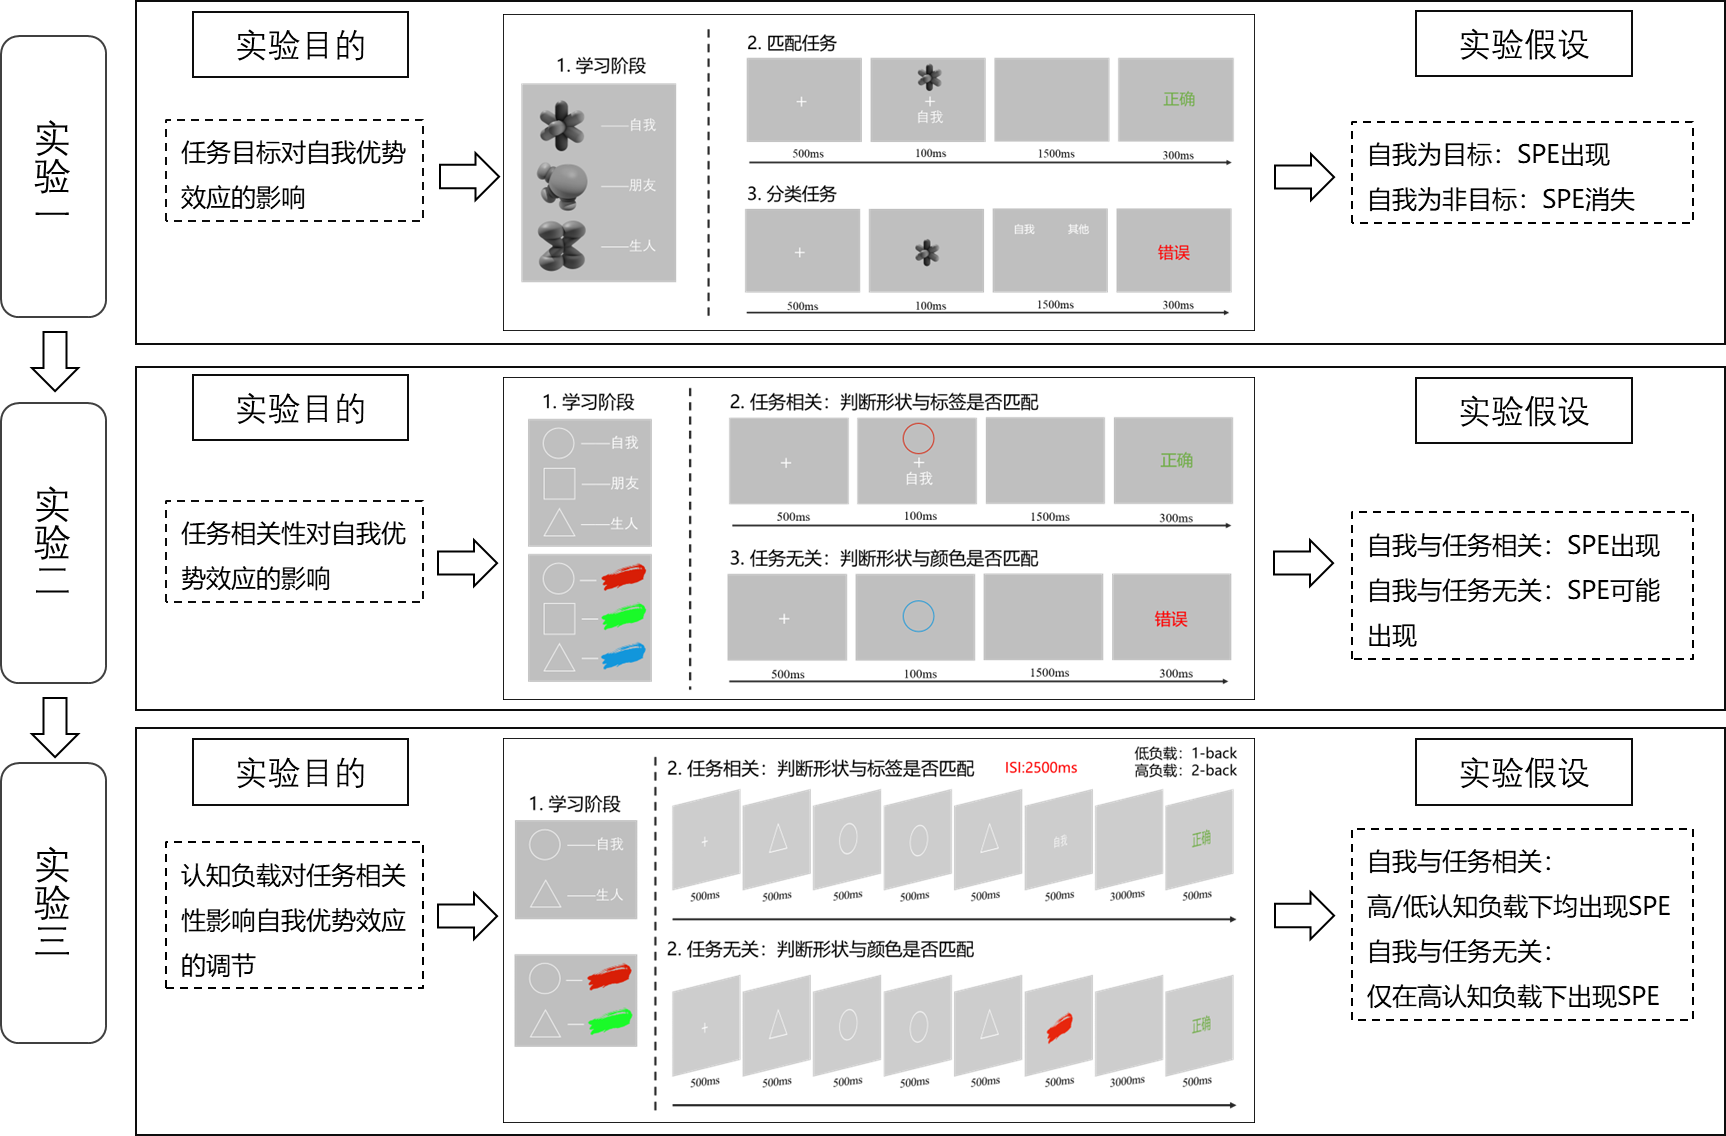 实验一
实验目的
任务目标对自我优势
效应的影响
1. 学习阶段
——自我
——朋友
——生人
2. 匹配任务
+
+
自我
正确
500ms
100ms
1500ms
300ms
3. 分类任务
+
自我
其他
错误
500ms
100ms
1500ms
300ms
实验假设
自我为目标：SPE出现
自我为非目标：SPE消失
实验二
实验目的
任务相关性对自我优
势效应的影响
1. 学习阶段
——自我
——朋友
——生人
2. 任务相关：判断形状与标签是否匹配
+
+
自我
正确
500ms
100ms
1500ms
300ms
3. 任务无关：判断形状与颜色是否匹配
+
错误
500ms
100ms
1500ms
300ms
实验假设
自我与任务相关：SPE出现
自我与任务无关：SPE可能
出现
实验三
实验目的
认知负载对任务相关
性影响自我优势效应
的调节
1. 学习阶段
——自我
——生人
2. 任务相关：判断形状与标签是否匹配
ISI:2500ms
低负载：1-back
高负载：2-back
+
自我
正确
500ms
500ms
500ms
500ms
500ms
500ms
3000ms
500ms
2. 任务无关：判断形状与颜色是否匹配
+
正确
500ms
500ms
500ms
500ms
500ms
500ms
3000ms
500ms
实验假设
自我与任务相关：
高/低认知负载下均出现SPE
自我与任务无关：
仅在高认知负载下出现SPE